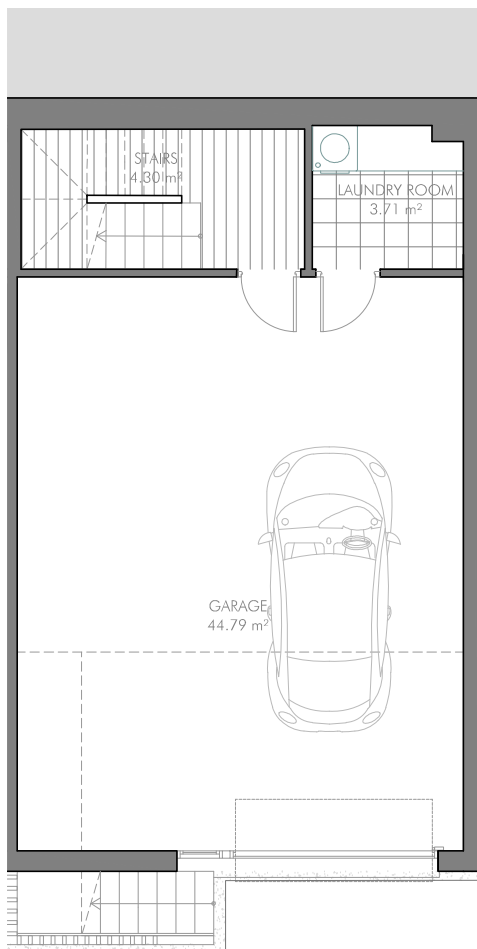 STAIRS
4.30 m²
LAUNDRY ROOM
3.71 m²
GARAGE
44.79 m²